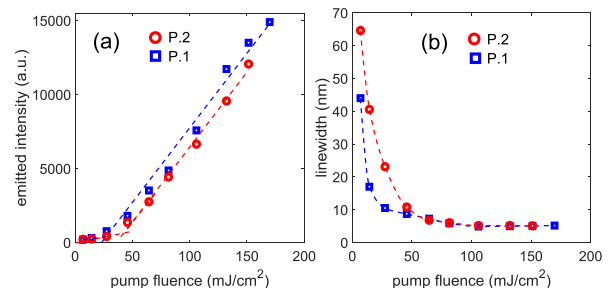 (a)
P.2
P.1
emitted intensity (a.u.)
15000
10000
5000
0
0 50 100 150 200
pump fluence (mJ/cm²)
(b)
P.2
P.1
linewidth (nm)
70
60
50
40
30
20
10
0
0 50 100 150 200
pump fluence (mJ/cm²)